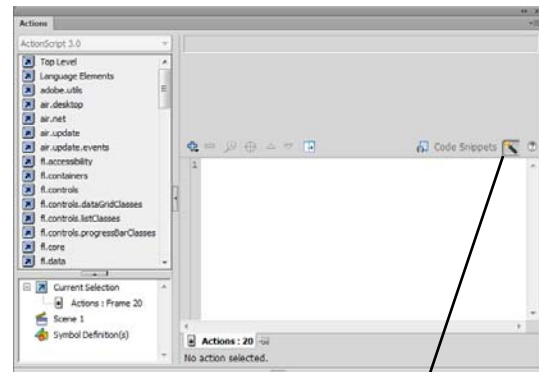 Actions
ActionScript 3.0
Top Level
Language Elements
adobe.utils
air.desktop
air.net
air.update
air.update.events
fl.accessibility
fl.containers
fl.controls
fl.controls.dataGridClasses
fl.controls.listClasses
fl.controls.progressBarClasses
fl.core
fl.data
Current Selection
Actions : Frame 20
Scene 1
Symbol Definition(s)
Code Snippets
1
Actions : 20
No action selected.